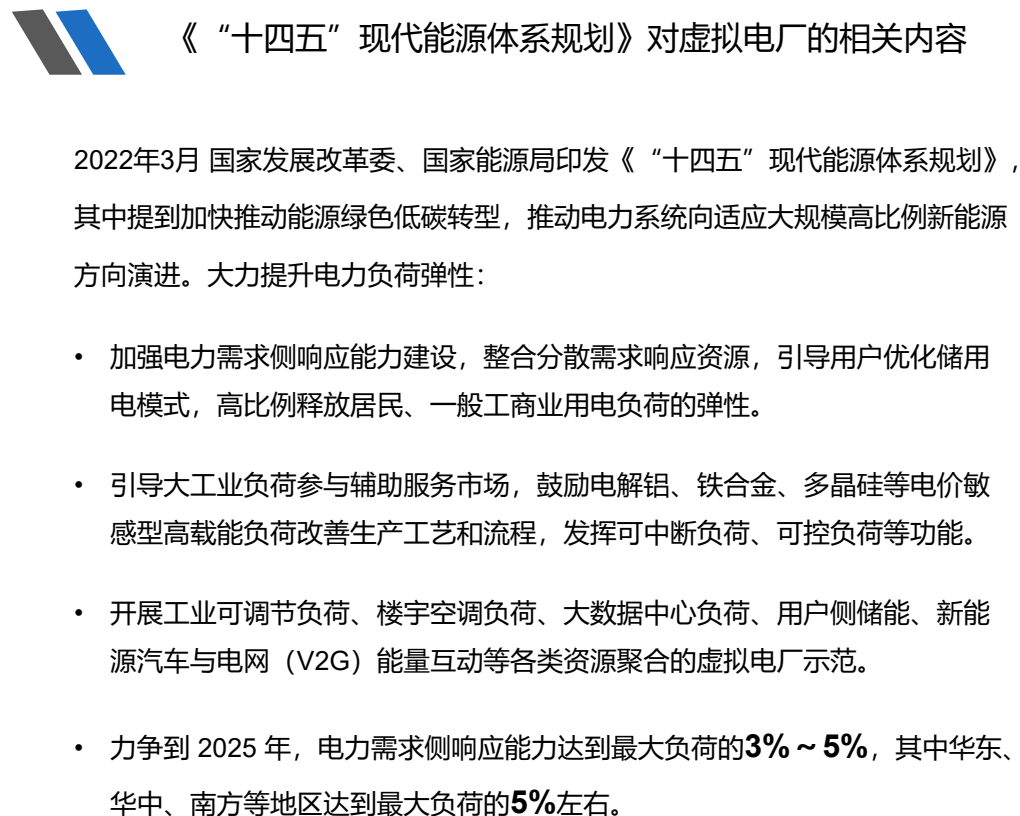 《“十四五”现代能源体系规划》对虚拟电厂的相关内容
2022年3月 国家发展改革委、国家能源局印发《“十四五”现代能源体系规划》，
其中提到加快推动能源绿色低碳转型，推动电力系统向适应大规模高比例新能源
方向演进。大力提升电力负荷弹性：
• 加强电力需求侧响应能力建设，整合分散需求响应资源，引导用户优化储用
电模式，高比例释放居民、一般工商业用电负荷的弹性。
• 引导大工业负荷参与辅助服务市场，鼓励电解铝、铁合金、多晶硅等电价敏
感型高载能负荷改善生产工艺和流程，发挥可中断负荷、可控负荷等功能。
• 开展工业可调节负荷、楼宇空调负荷、大数据中心负荷、用户侧储能、新能
源汽车与电网（V2G）能量互动等各类资源聚合的虚拟电厂示范。
• 力争到 2025 年，电力需求侧响应能力达到最大负荷的3%～5%，其中华东、
华中、南方等地区达到最大负荷的5%左右。